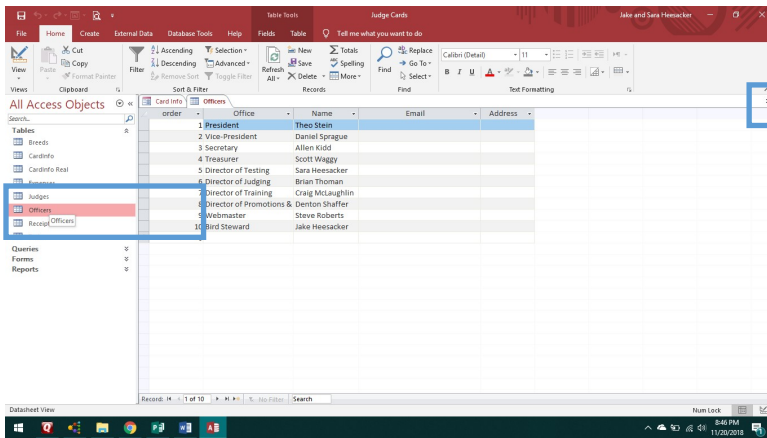 Table Tools Judge Cards Jake and Sara Heesacker
File Home Create External Data Database Tools Help Fields Table Tell me what you want to do
View Paste Cut Copy Format Painter
Filter Ascending Descending Remove Sort Selection Advanced Toggle Filter
Refresh All New Save Delete Totals Spelling More
Find Replace Go To Select
Calibri (Detail) 11
B I U A
Views Clipboard Sort & Filter Records Find Text Formatting
All Access Objects
Card Info Officers
Search...
order Office Name Email Address
Tables
Breeds
CardInfo
CardInfo Real
Expenses
Judges
Officers
Receip
Officers
Queries
Forms
Reports
1 President Theo Stein
2 Vice-President Daniel Sprague
3 Secretary Allen Kidd
4 Treasurer Scott Waggy
5 Director of Testing Sara Heesacker
6 Director of Judging Brian Thoman
7 Director of Training Craig McLaughlin
8 Director of Promotions & Denton Shaffer
9 Webmaster Steve Roberts
10 Bird Steward Jake Heesacker
Record: 1 of 10 No Filter Search
Datasheet View Num Lock
8:46 PM
11/20/2018